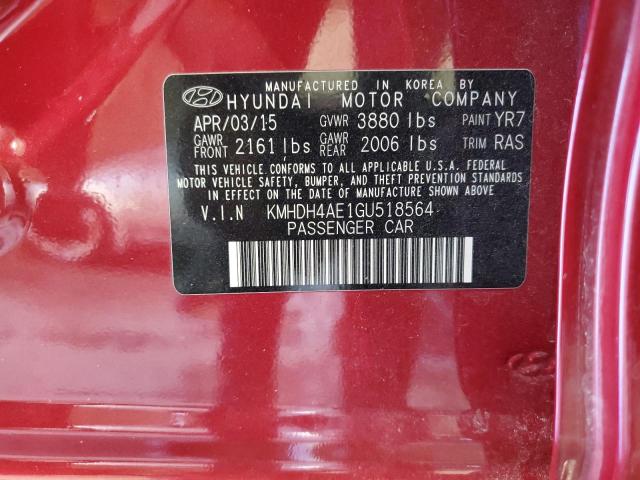 MANUFACTURED IN KOREA BY
HYUNDAI MOTOR COMPANY
APR/03/15 GVWR 3880 lbs PAINT YR7
GAWR FRONT 2161 lbs GAWR REAR 2006 lbs TRIM RAS
THIS VEHICLE CONFORMS TO ALL APPLICABLE U.S.A. FEDERAL
MOTOR VEHICLE SAFETY, BUMPER, AND THEFT PREVENTION STANDARDS
IN EFFECT ON THE DATE OF MANUFACTURE SHOWN ABOVE.
V.I.N KMHDH4AE1GU518564
PASSENGER CAR